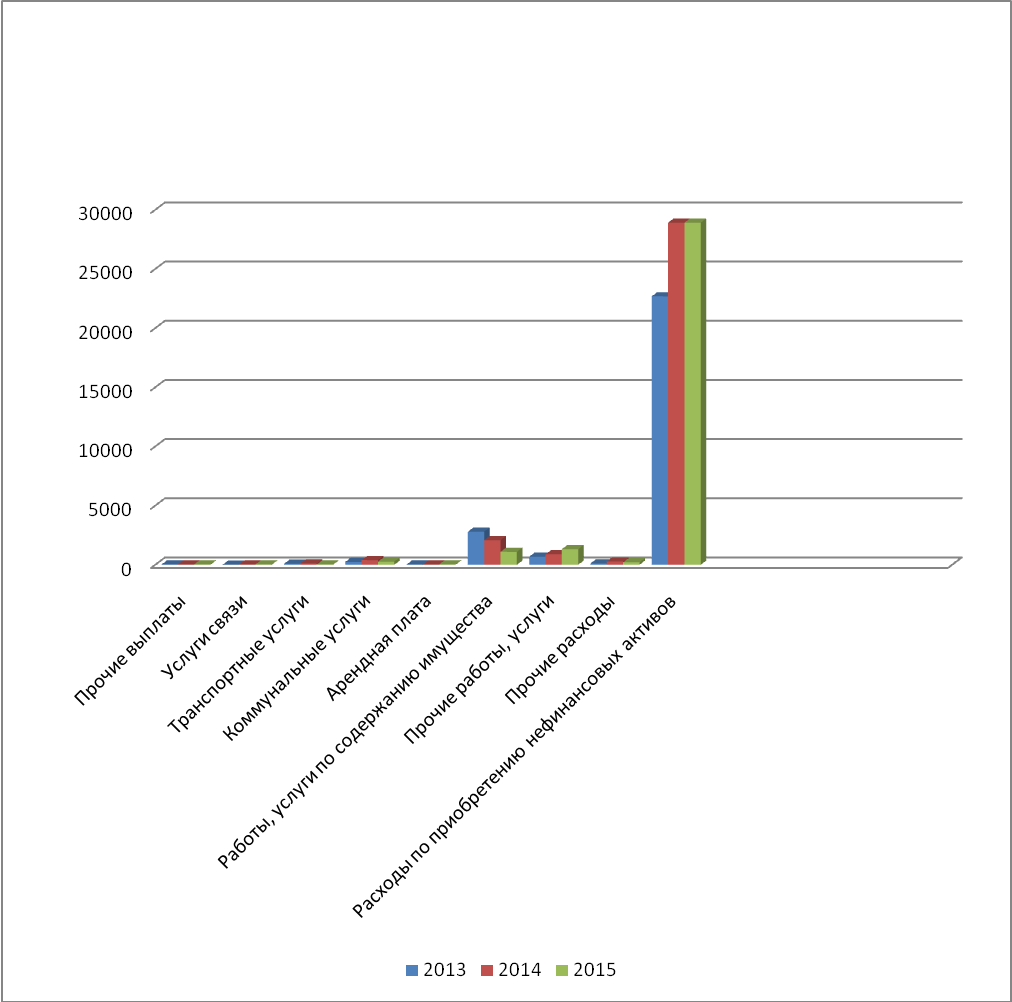 30000
25000
20000
15000
10000
5000
0
Прочие выплаты
Услуги связи
Транспортные услуги
Коммунальные услуги
Арендная плата
Работы, услуги по содержанию имущества
Прочие работы, услуги
Прочие расходы
Расходы по приобретению нефинансовых активов
2013 2014 2015